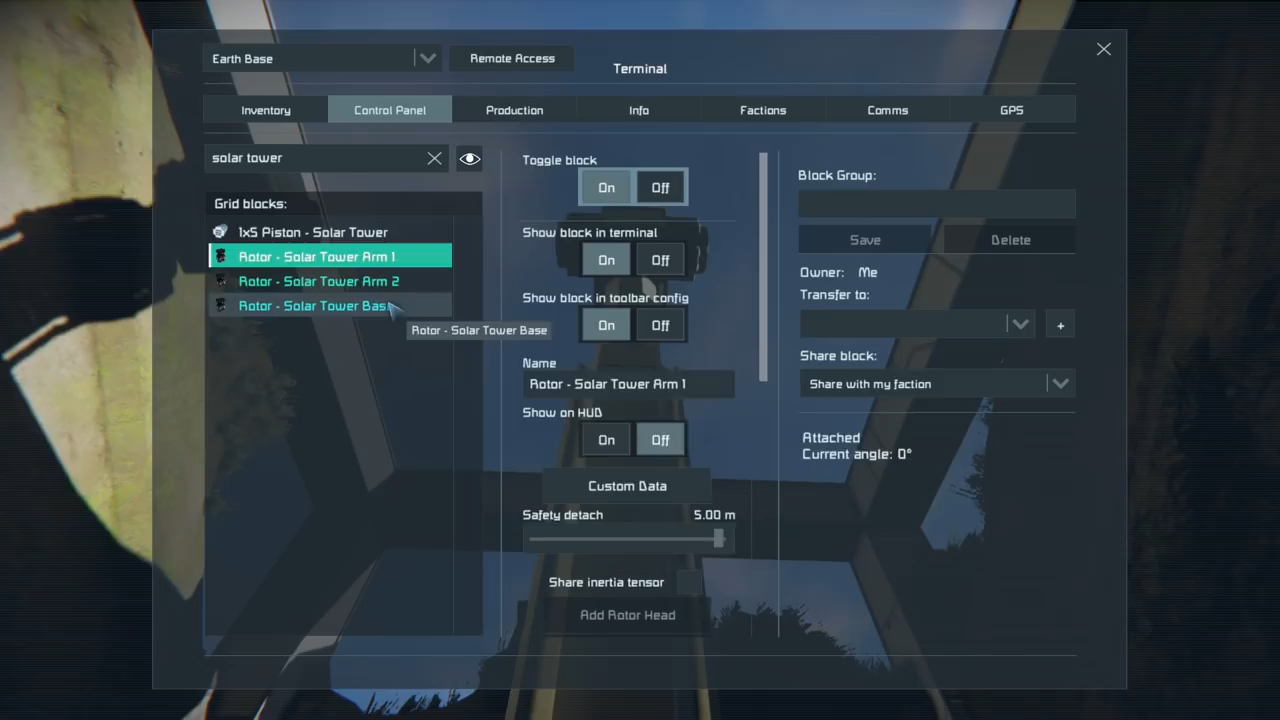 Earth Base
Remote Access
Terminal
Inventory
Control Panel
Production
Info
Factions
Comms
GPS
solar tower
Grid blocks:
1x5 Piston - Solar Tower
Rotor - Solar Tower Arm 1
Rotor - Solar Tower Arm 2
Rotor - Solar Tower Base
Rotor - Solar Tower Base
Toggle block
On Off
Show block in terminal
On Off
Show block in toolbar config
On Off
Name
Rotor - Solar Tower Arm 1
Show on HUD
On Off
Custom Data
Safety detach 5.00 m
Share inertia tensor
Add Rotor Head
Block Group:
Save Delete
Owner: Me
Transfer to:
+
Share block:
Share with my faction
Attached
Current angle: 0°